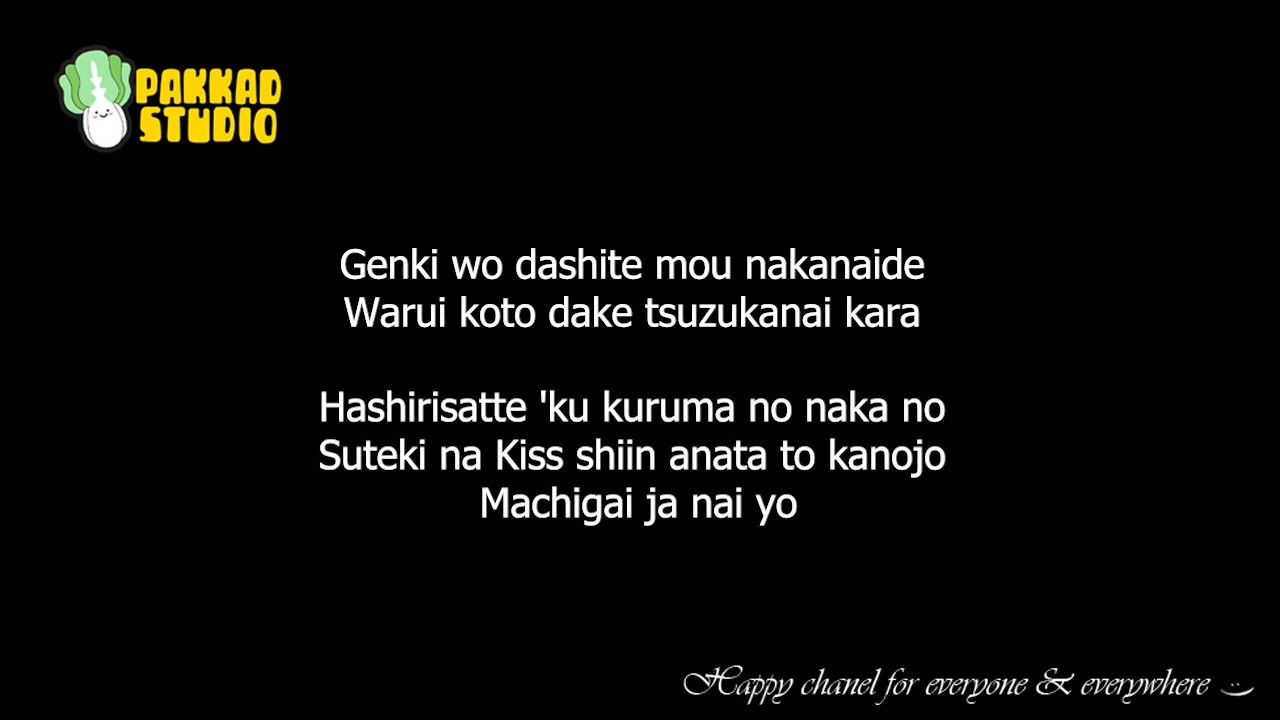 PAKKAD
STUDIO
Genki wo dashite mou nakanaide
Warui koto dake tsuzukanai kara
Hashirisatte 'ku kuruma no naka no
Suteki na Kiss shiin anata to kanojo
Machigai ja nai yo
Happy chanel for everyone & everywhere :)